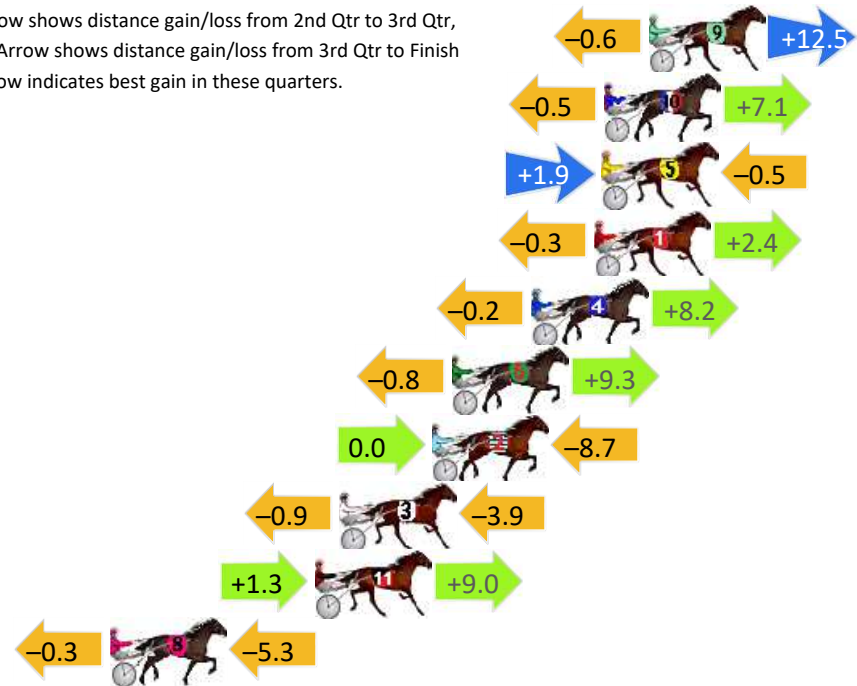 ow shows distance gain/loss from 2nd Qtr to 3rd Qtr,
Arrow shows distance gain/loss from 3rd Qtr to Finish
ow indicates best gain in these quarters.
–0.6 9 +12.5
–0.5 10 +7.1
+1.9 5 –0.5
–0.3 1 +2.4
–0.2 4 +8.2
–0.8 +9.3
0.0 –8.7
–0.9 3 –3.9
+1.3 11 +9.0
–0.3 8 –5.3